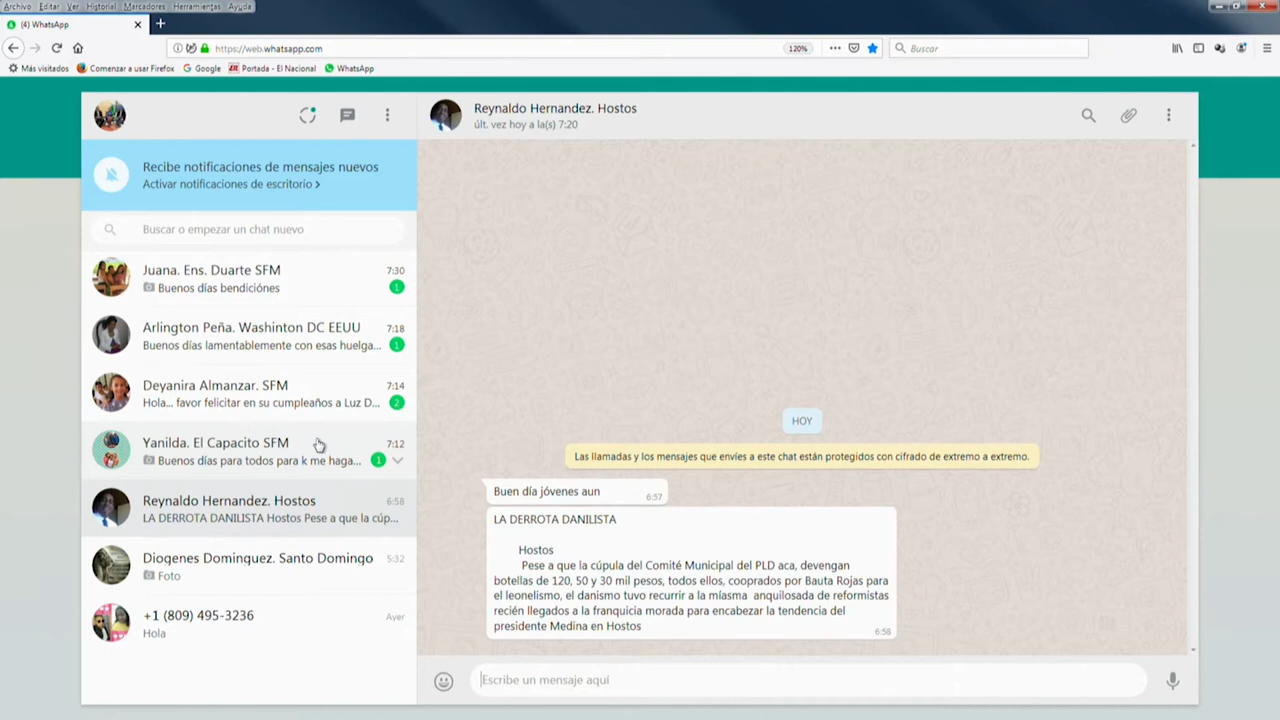 Archivo Editar Ver Historial Marcadores Herramientas Ayuda
(4) WhatsApp
https://web.whatsapp.com
120%
Buscar
Más visitados Comenzar a usar Firefox Google Portada - El Nacional WhatsApp
Recibe notificaciones de mensajes nuevos
Activar notificaciones de escritorio >
Buscar o empezar un chat nuevo
Juana. Ens. Duarte SFM 7:30
Buenos días bendiciónes 1
Arlington Peña. Washinton DC EEUU 7:18
Buenos días lamentablemente con esas huelga... 1
Deyanira Almanzar. SFM 7:14
Hola... favor felicitar en su cumpleaños a Luz D... 2
Yanilda. El Capacito SFM 7:12
Buenos días para todos para k me haga... 1
Reynaldo Hernandez. Hostos 6:58
LA DERROTA DANILISTA Hostos Pese a que la cúp...
Diogenes Dominguez. Santo Domingo 5:32
Foto
+1 (809) 495-3236 Ayer
Hola
Reynaldo Hernandez. Hostos
últ. vez hoy a la(s) 7:20
HOY
Las llamadas y los mensajes que envíes a este chat están protegidos con cifrado de extremo a extremo.
Buen día jóvenes aun 6:57
LA DERROTA DANILISTA
Hostos
Pese a que la cúpula del Comité Municipal del PLD aca, devengan
botellas de 120, 50 y 30 mil pesos, todos ellos, cooprados por Bauta Rojas para
el leonelismo, el danismo tuvo recurrir a la míasma anquilosada de reformistas
recién llegados a la franquicia morada para encabezar la tendencia del
presidente Medina en Hostos 6:58
Escribe un mensaje aquí